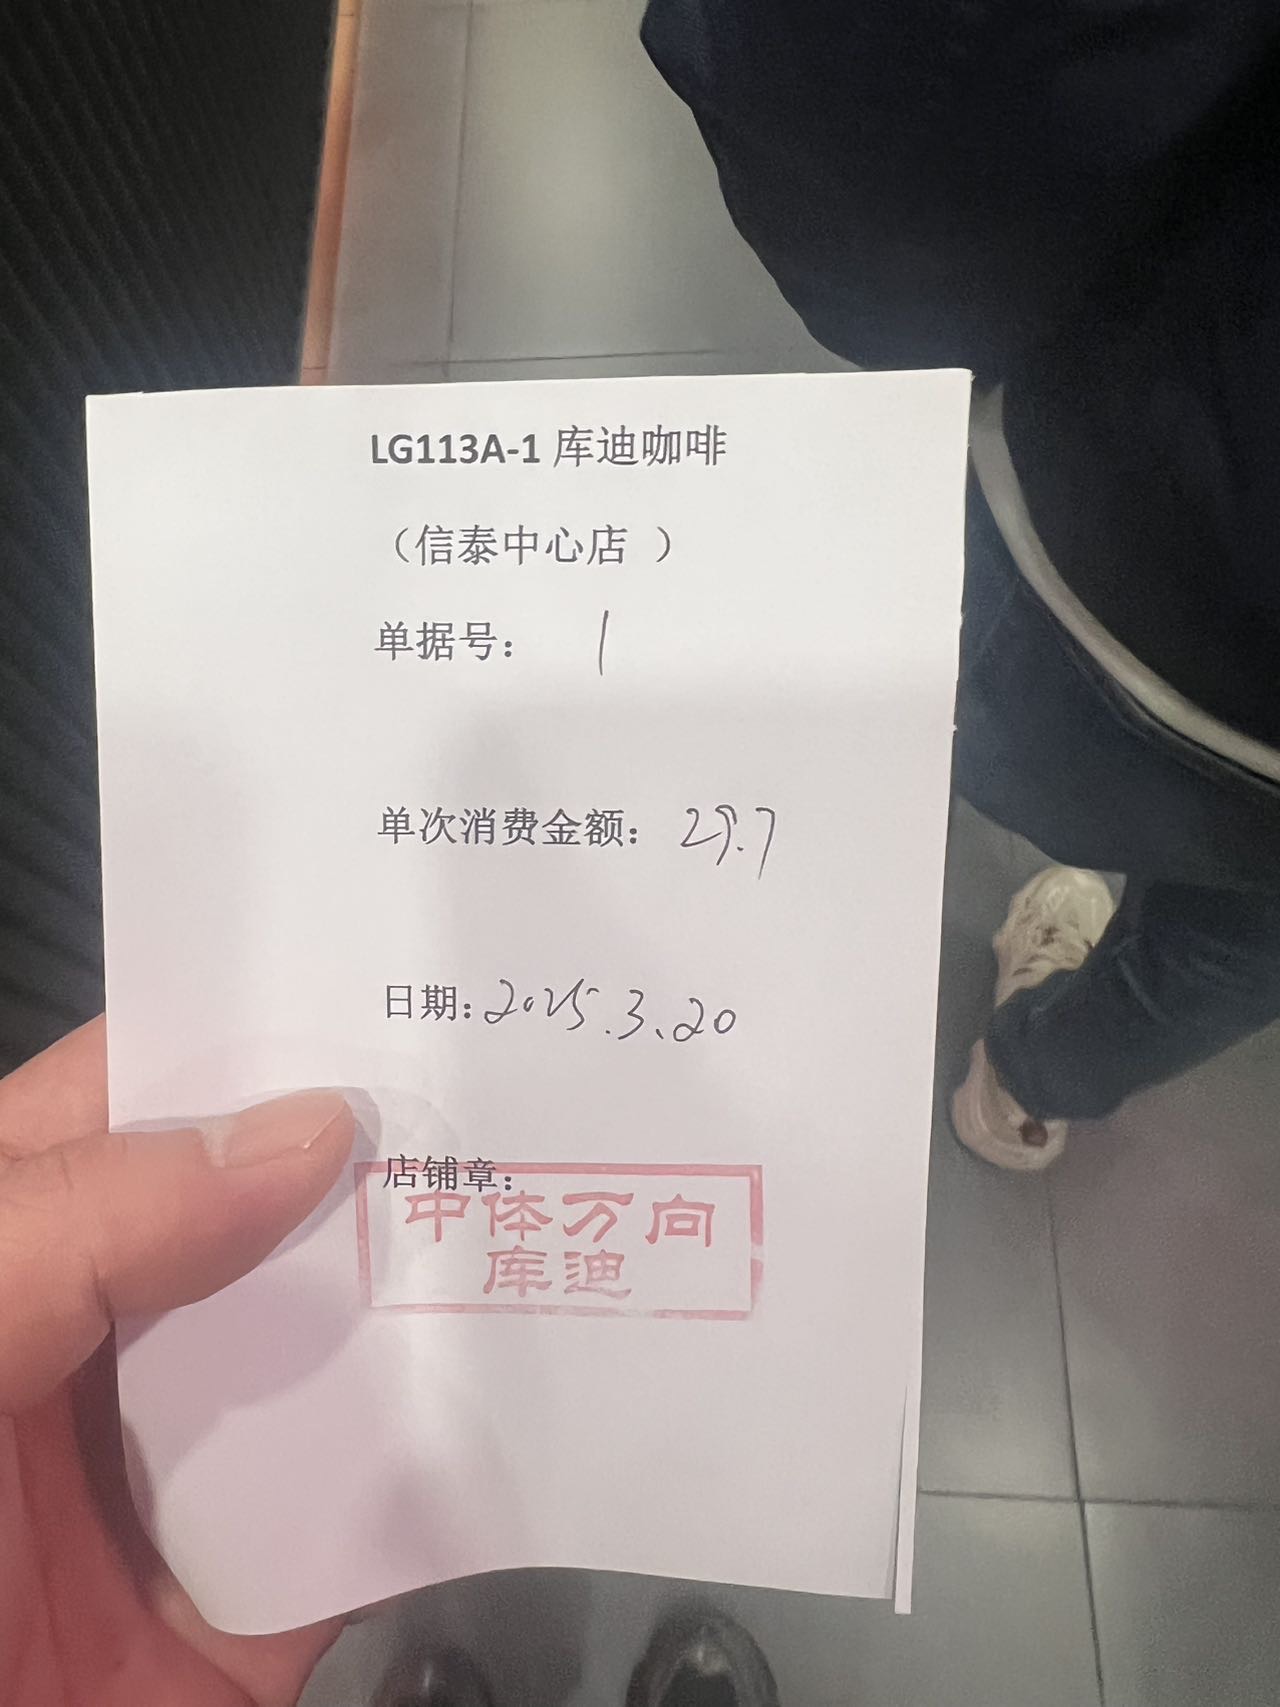 LG113A-1 库迪咖啡
（信泰中心店 ）
单据号： 1
单次消费金额：29.7
日期:2025.3.20
店铺章：
中体万向
库迪